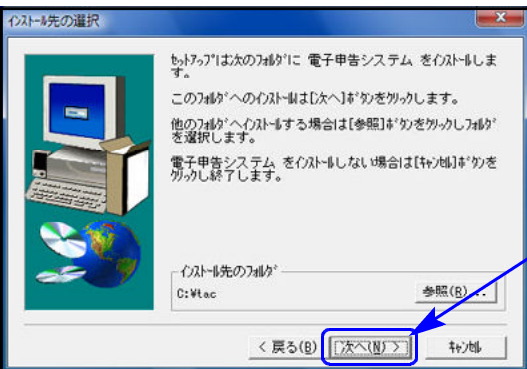 ｲﾝｽﾄｰﾙ先の選択
ｾｯﾄｱｯﾌﾟは次のﾌｫﾙﾀﾞに 電子申告システム をｲﾝｽﾄｰﾙしま
す。
このﾌｫﾙﾀﾞへのｲﾝｽﾄｰﾙは[次へ]ﾎﾞﾀﾝをｸﾘｯｸします。
他のﾌｫﾙﾀﾞへｲﾝｽﾄｰﾙする場合は[参照]ﾎﾞﾀﾝをｸﾘｯｸしﾌｫﾙﾀﾞ
を選択します。
電子申告システム をｲﾝｽﾄｰﾙしない場合は[ｷｬﾝｾﾙ]ﾎﾞﾀﾝを
ｸﾘｯｸし終了します。
ｲﾝｽﾄｰﾙ先のﾌｫﾙﾀﾞ
C:¥tac
参照(R)...
< 戻る(B)
次へ(N) >
ｷｬﾝｾﾙ